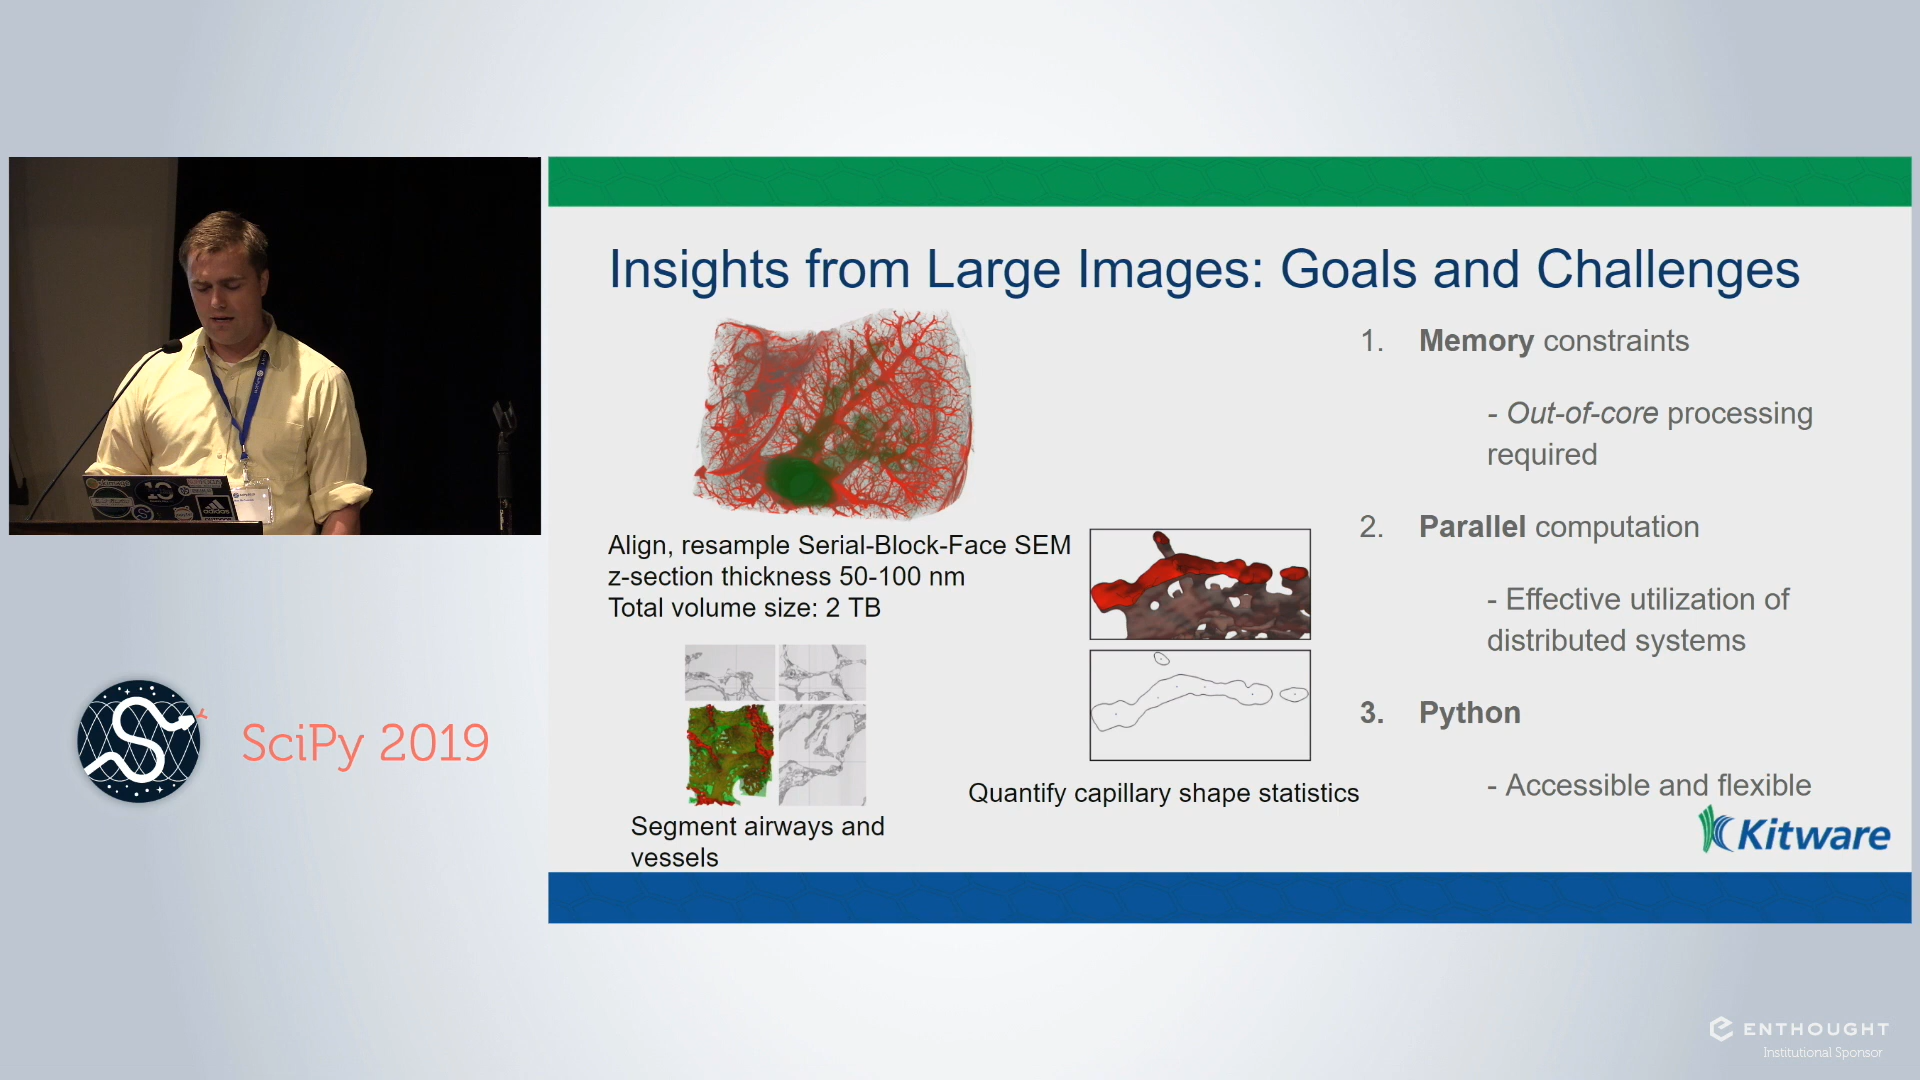 Insights from Large Images: Goals and Challenges
Align, resample Serial-Block-Face SEM
z-section thickness 50-100 nm
Total volume size: 2 TB
Segment airways and
vessels
Quantify capillary shape statistics
1. Memory constraints
- Out-of-core processing
required
2. Parallel computation
- Effective utilization of
distributed systems
3. Python
- Accessible and flexible
Kitware
adidas
SciPy 2019
ENTHOUGHT
Institutional Sponsor